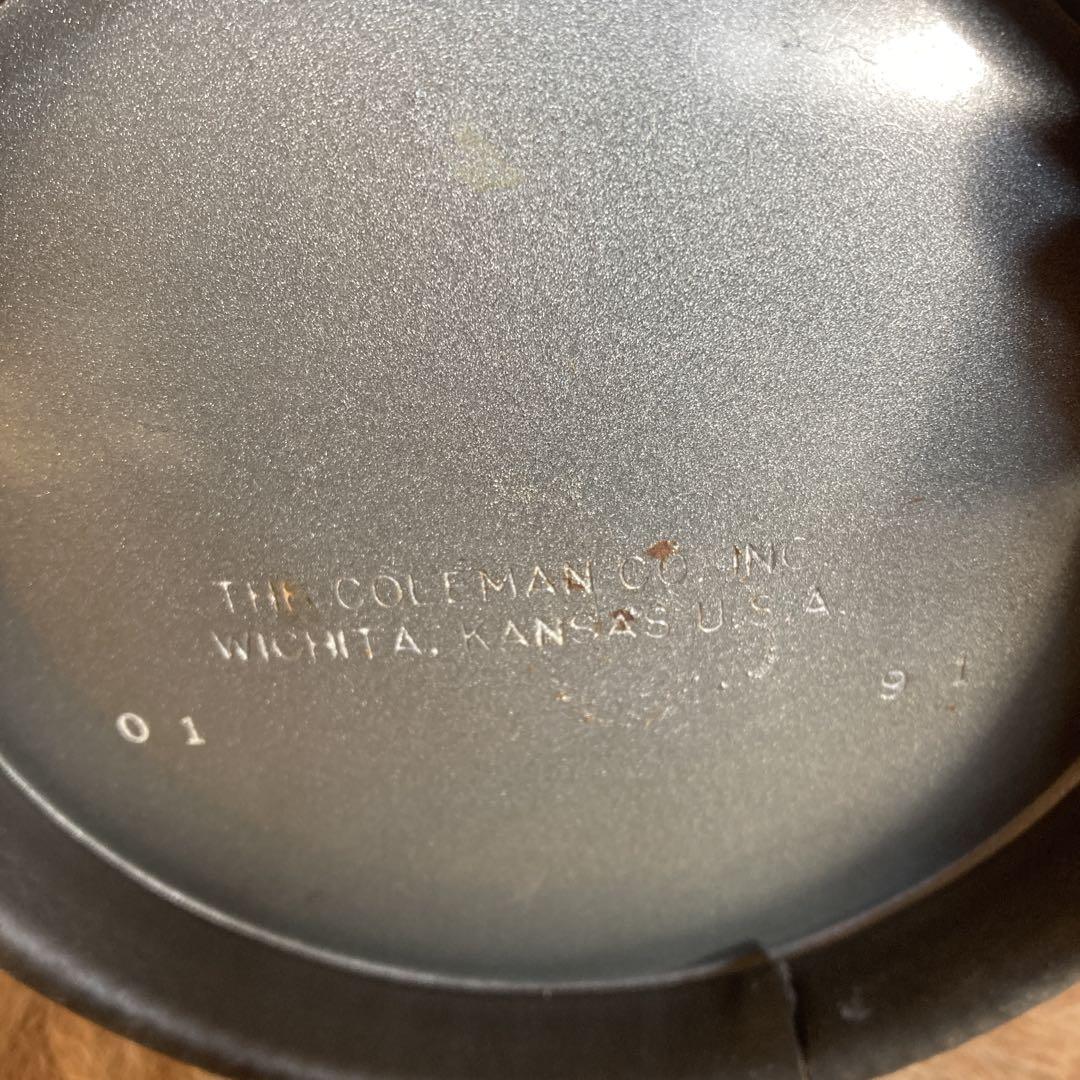 THE COLEMAN CO. INC.
WICHITA, KANSAS U.S.A.
01
91